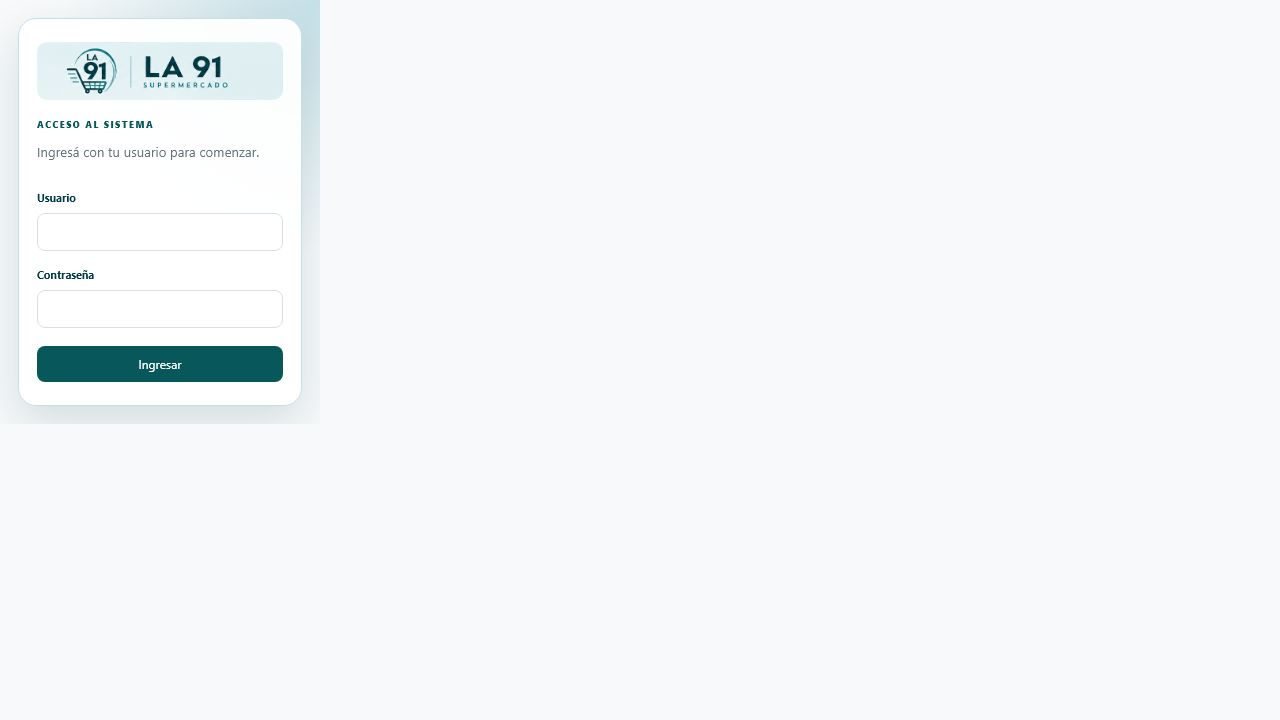 LA
91
LA 91
SUPERMERCADO
ACCESO AL SISTEMA
Ingresá con tu usuario para comenzar.
Usuario
Contraseña
Ingresar